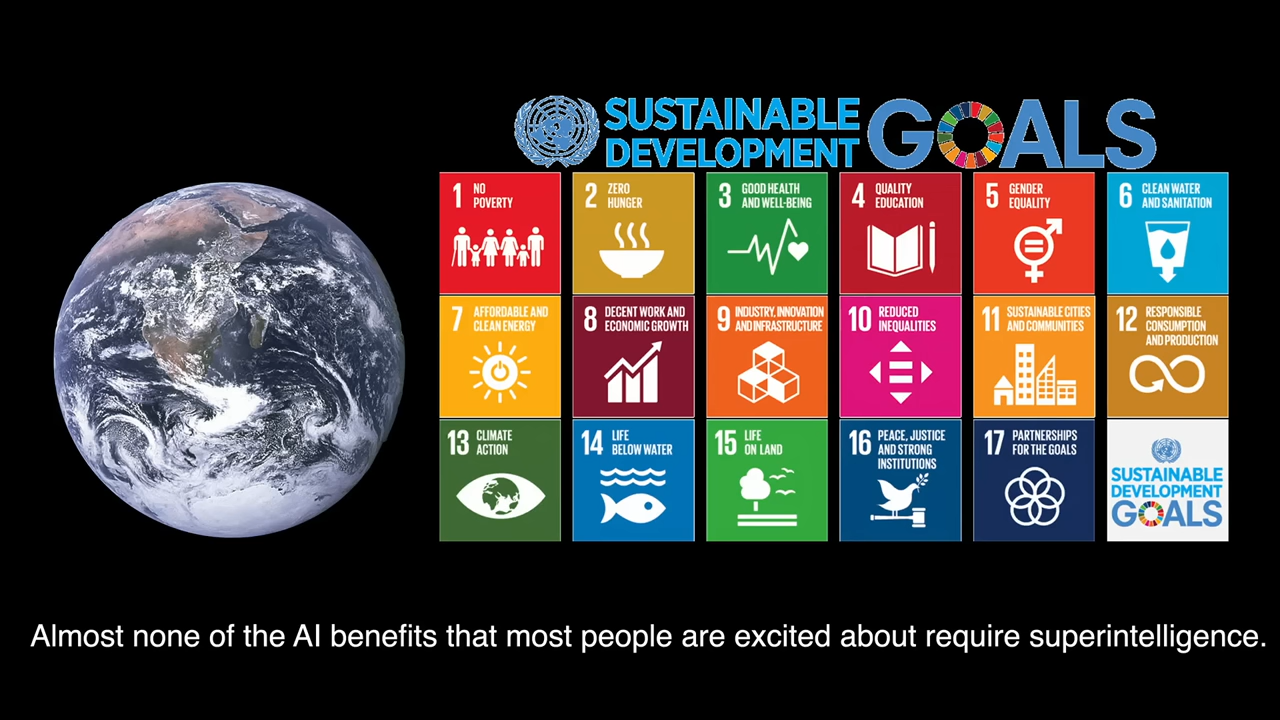 SUSTAINABLE
DEVELOPMENT GOALS
1 NO
POVERTY
2 ZERO
HUNGER
3 GOOD HEALTH
AND WELL-BEING
4 QUALITY
EDUCATION
5 GENDER
EQUALITY
6 CLEAN WATER
AND SANITATION
7 AFFORDABLE AND
CLEAN ENERGY
8 DECENT WORK AND
ECONOMIC GROWTH
9 INDUSTRY, INNOVATION
AND INFRASTRUCTURE
10 REDUCED
INEQUALITIES
11 SUSTAINABLE CITIES
AND COMMUNITIES
12 RESPONSIBLE
CONSUMPTION
AND PRODUCTION
13 CLIMATE
ACTION
14 LIFE
BELOW WATER
15 LIFE
ON LAND
16 PEACE, JUSTICE
AND STRONG
INSTITUTIONS
17 PARTNERSHIPS
FOR THE GOALS
SUSTAINABLE
DEVELOPMENT
GOALS
Almost none of the AI benefits that most people are excited about require superintelligence.